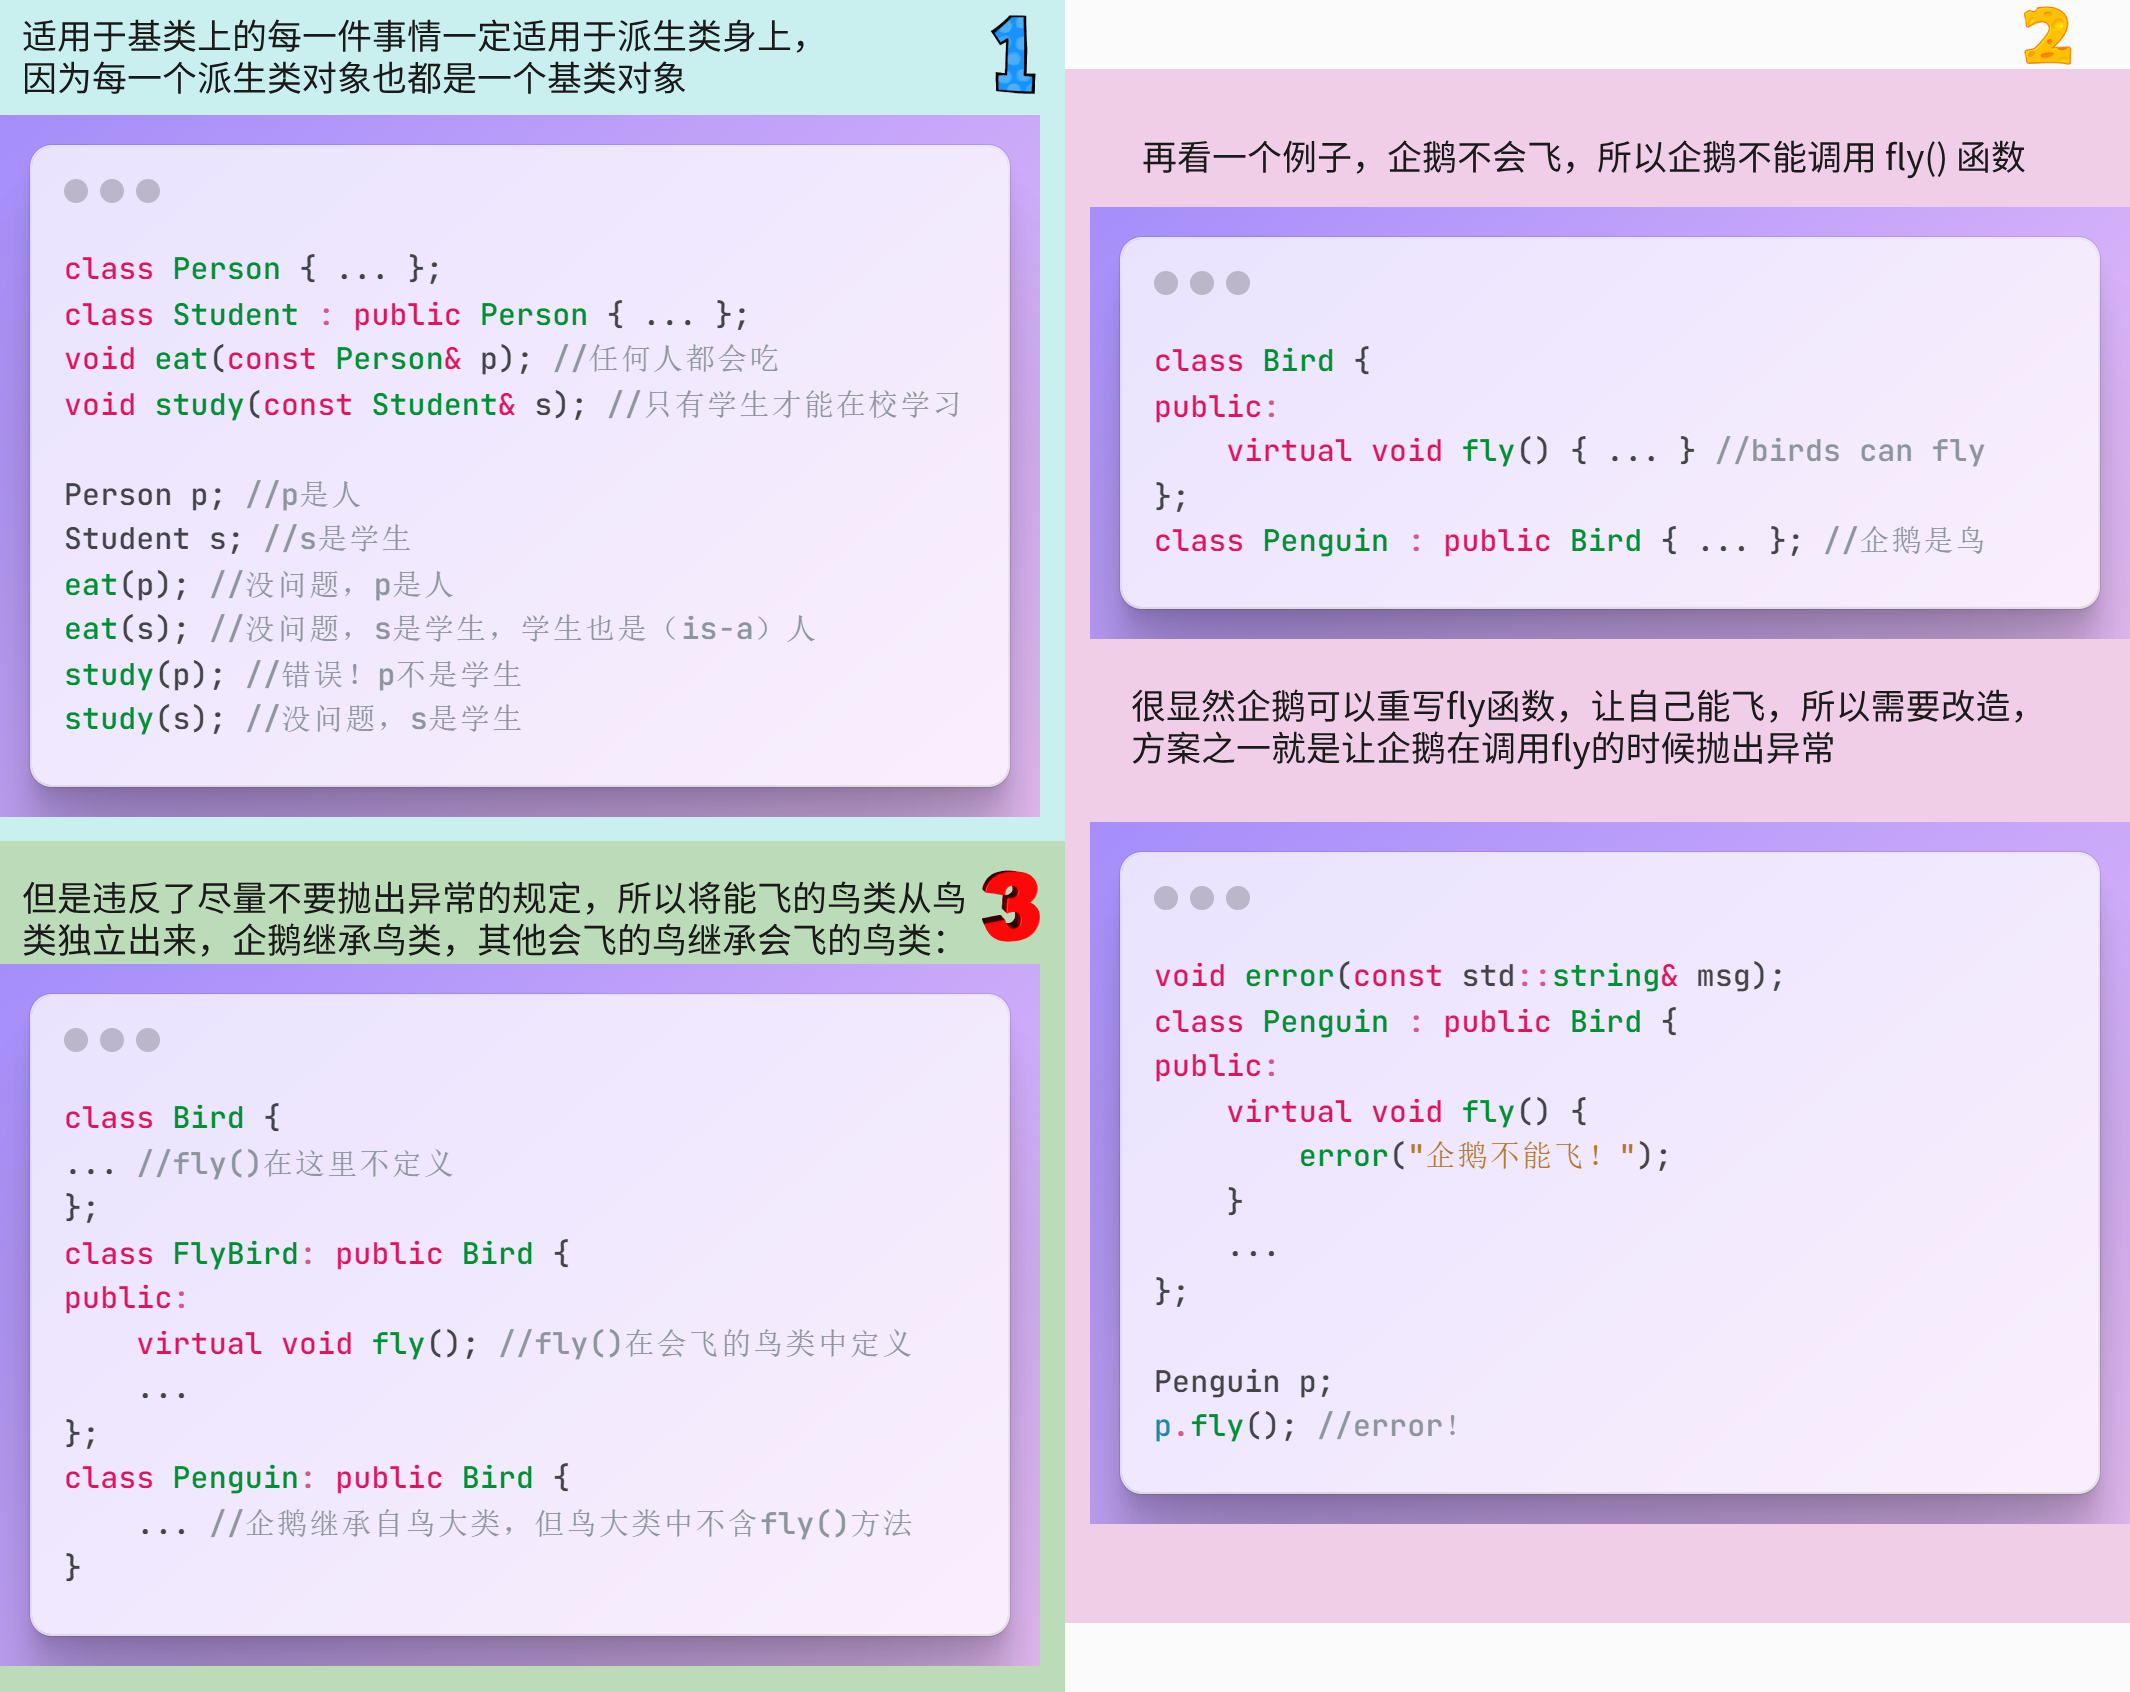 适用于基类上的每一件事情一定适用于派生类身上，
因为每一个派生类对象也都是一个基类对象
1
class Person { ... };
class Student : public Person { ... };
void eat(const Person& p); //任何人都会吃
void study(const Student& s); //只有学生才能在校学习
Person p; //p是人
Student s; //s是学生
eat(p); //没问题，p是人
eat(s); //没问题，s是学生，学生也是（is-a）人
study(p); //错误！p不是学生
study(s); //没问题，s是学生
2
再看一个例子，企鹅不会飞，所以企鹅不能调用 fly() 函数
class Bird {
public:
    virtual void fly() { ... } //birds can fly
};
class Penguin : public Bird { ... }; //企鹅是鸟
很显然企鹅可以重写fly函数，让自己能飞，所以需要改造，
方案之一就是让企鹅在调用fly的时候抛出异常
void error(const std::string& msg);
class Penguin : public Bird {
public:
    virtual void fly() {
        error("企鹅不能飞！");
    }
    ...
};
Penguin p;
p.fly(); //error!
但是违反了尽量不要抛出异常的规定，所以将能飞的鸟类从鸟
类独立出来，企鹅继承鸟类，其他会飞的鸟继承会飞的鸟类：
3
class Bird {
... //fly()在这里不定义
};
class FlyBird: public Bird {
public:
    virtual void fly(); //fly()在会飞的鸟类中定义
    ...
};
class Penguin: public Bird {
    ... //企鹅继承自鸟大类，但鸟大类中不含fly()方法
}